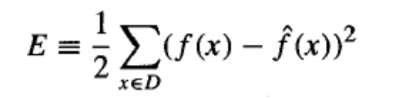 E ≡ 1/2 ∑_{x∈D} (f(x) − f̂(x))²